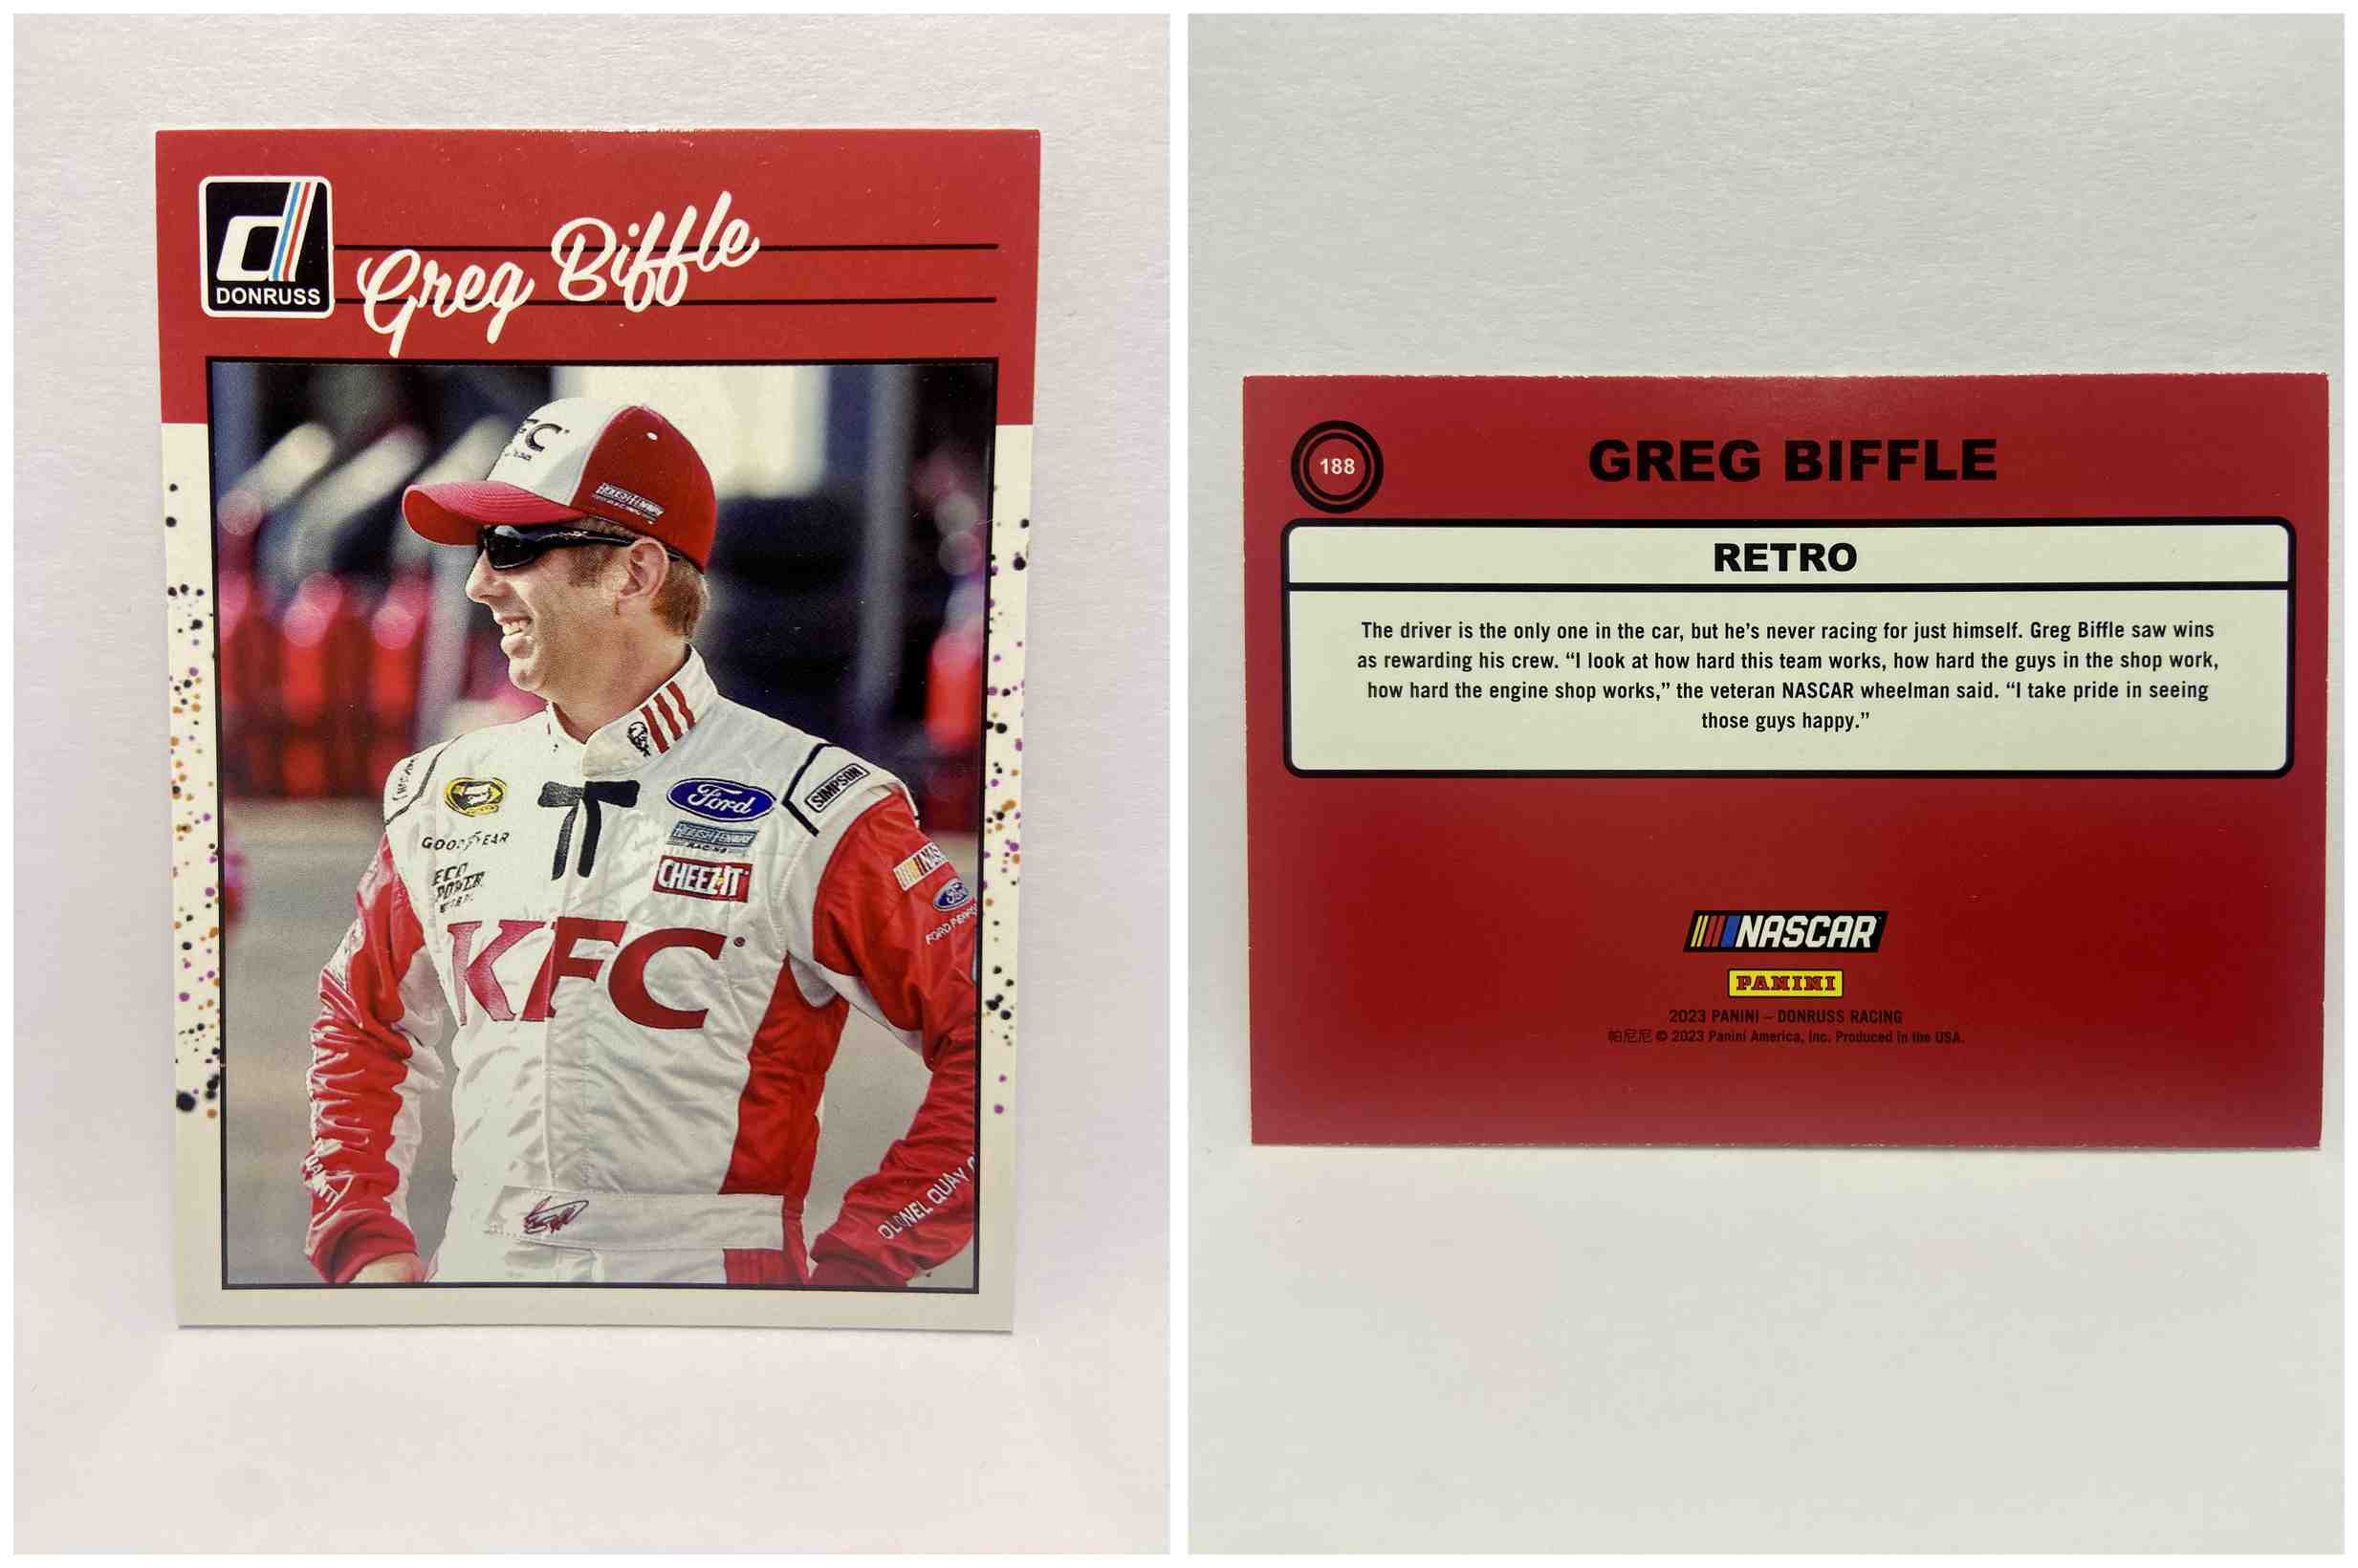 DONRUSS
Greg Biffle
FC
SIMPSON
Ford
GOODYEAR
RACING
ECO
POWER
CHEEZ-IT
KFC
188
GREG BIFFLE
RETRO
The driver is the only one in the car, but he’s never racing for just himself. Greg Biffle saw wins
as rewarding his crew. “I look at how hard this team works, how hard the guys in the shop work,
how hard the engine shop works,” the veteran NASCAR wheelman said. “I take pride in seeing
those guys happy.”
NASCAR
PANINI
2023 PANINI – DONRUSS RACING
帕尼尼 © 2023 Panini America, Inc. Produced in the USA.